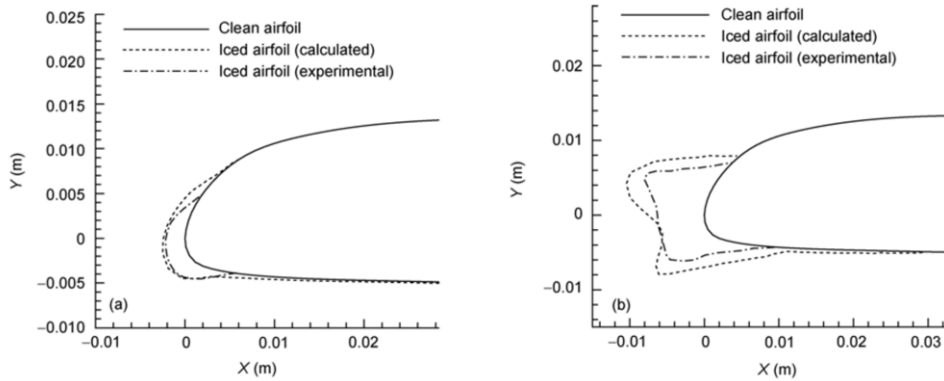 0.025
0.020
0.015
0.010
0.005
0
−0.005
−0.010
Y (m)
Clean airfoil
Iced airfoil (calculated)
Iced airfoil (experimental)
(a)
−0.01
0
0.01
0.02
X (m)
0.02
0.01
0
−0.01
Y (m)
Clean airfoil
Iced airfoil (calculated)
Iced airfoil (experimental)
(b)
−0.01
0
0.01
0.02
0.03
X (m)